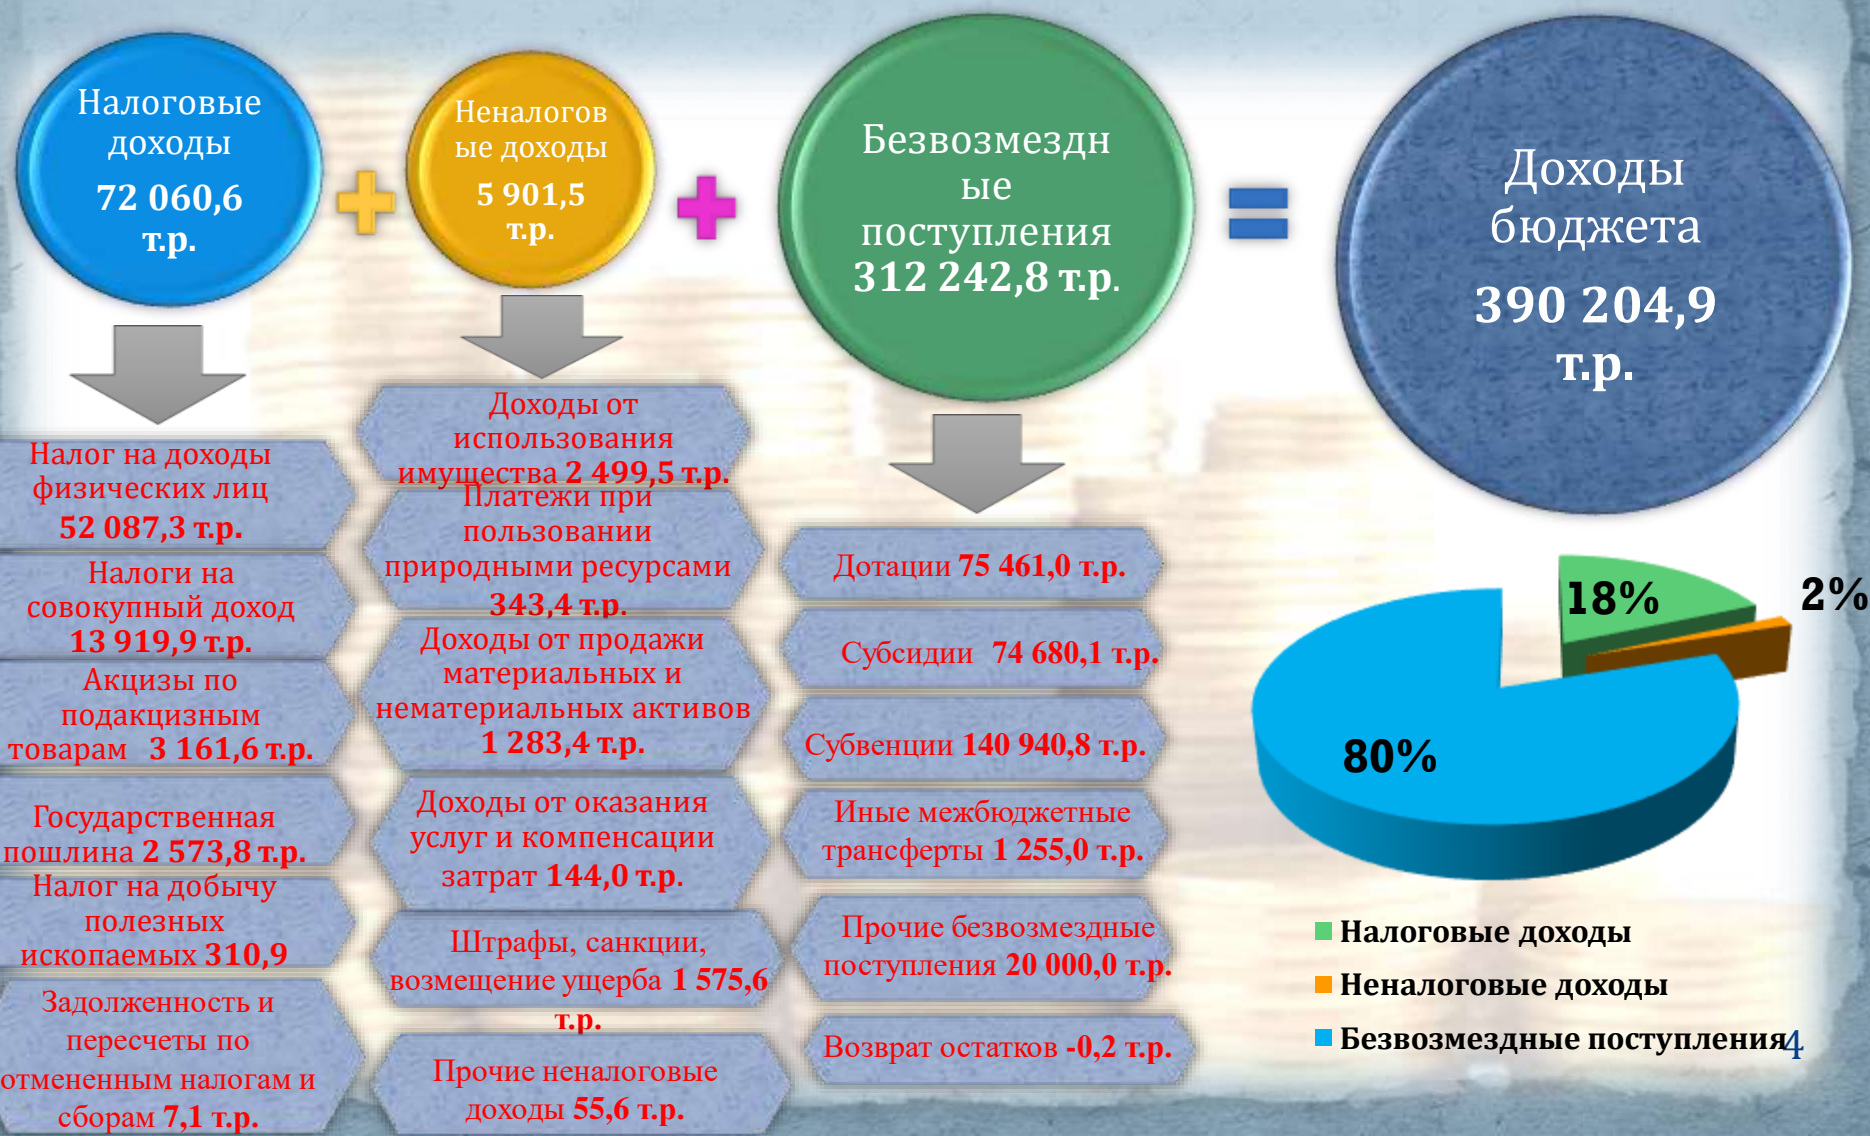 Налоговые
доходы
72 060,6
т.р.
Неналогов
ые доходы
5 901,5
т.р.
Безвозмездн
ые
поступления
312 242,8 т.р.
Доходы
бюджета
390 204,9
т.р.
Налог на доходы
физических лиц
52 087,3 т.р.
Налоги на
совокупный доход
13 919,9 т.р.
Акцизы по
подакцизным
товарам 3 161,6 т.р.
Государственная
пошлина 2 573,8 т.р.
Налог на добычу
полезных
ископаемых 310,9
Задолженность и
пересчеты по
отмененным налогам и
сборам 7,1 т.р.
Доходы от
использования
имущества 2 499,5 т.р.
Платежи при
пользовании
природными ресурсами
343,4 т.р.
Доходы от продажи
материальных и
нематериальных активов
1 283,4 т.р.
Доходы от оказания
услуг и компенсации
затрат 144,0 т.р.
Штрафы, санкции,
возмещение ущерба 1 575,6
т.р.
Прочие неналоговые
доходы 55,6 т.р.
Дотации 75 461,0 т.р.
Субсидии 74 680,1 т.р.
Субвенции 140 940,8 т.р.
Иные межбюджетные
трансферты 1 255,0 т.р.
Прочие безвозмездные
поступления 20 000,0 т.р.
Возврат остатков -0,2 т.р.
18%
2%
80%
Налоговые доходы
Неналоговые доходы
Безвозмездные поступления
4